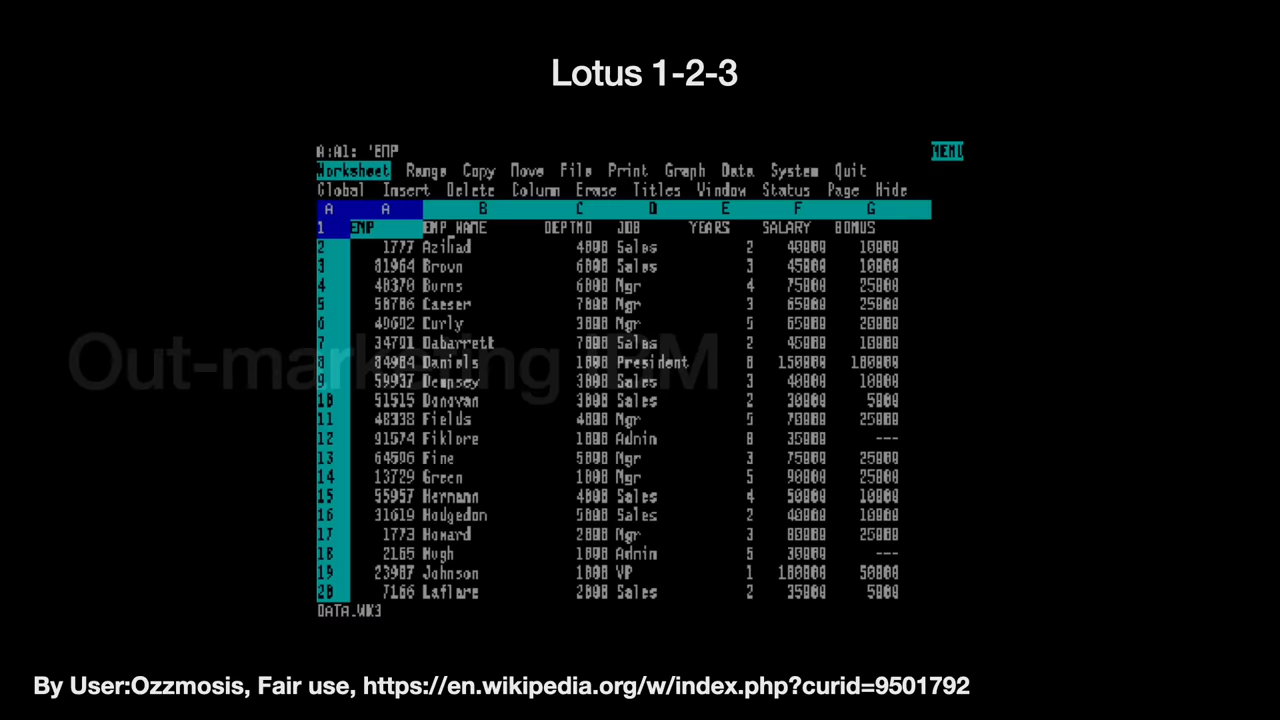 Lotus 1-2-3
A:A1: 'EMP MENU
Worksheet Range Copy Move File Print Graph Data System Quit
Global Insert Delete Column Erase Titles Window Status Page Hide
A A B C D E F G
1 EMP EMP_NAME DEPTNO JOB YEARS SALARY BONUS
2 1777 Azibad 4000 Sales 2 40000 10000
3 81964 Brown 6000 Sales 3 45000 10000
4 40370 Burns 6000 Mgr 4 75000 25000
5 50706 Caeser 7000 Mgr 3 65000 25000
6 49692 Curly 3000 Mgr 5 65000 20000
7 34791 Dabarrett 7000 Sales 2 45000 10000
Out-marketing
8 84984 Daniels 1000 President 8 150000 100000
9 59937 Dempsey 3000 Sales 3 40000 10000
10 51515 Donovan 3000 Sales 2 30000 5000
11 48338 Fields 4000 Mgr 5 70000 25000
12 91574 Fiklore 1000 Admin 8 35000 ---
13 64596 Fine 5000 Mgr 3 75000 25000
14 13729 Green 1000 Mgr 5 90000 25000
15 55957 Hermann 4000 Sales 4 50000 10000
16 31619 Hodgedon 5000 Sales 2 40000 10000
17 1773 Howard 2000 Mgr 3 80000 25000
18 2165 Hugh 1000 Admin 5 30000 ---
19 23907 Johnson 1000 VP 1 100000 50000
20 7166 Laflare 2000 Sales 2 35000 5000
DATA.WK3
By User:Ozzmosis, Fair use, https://en.wikipedia.org/w/index.php?curid=9501792